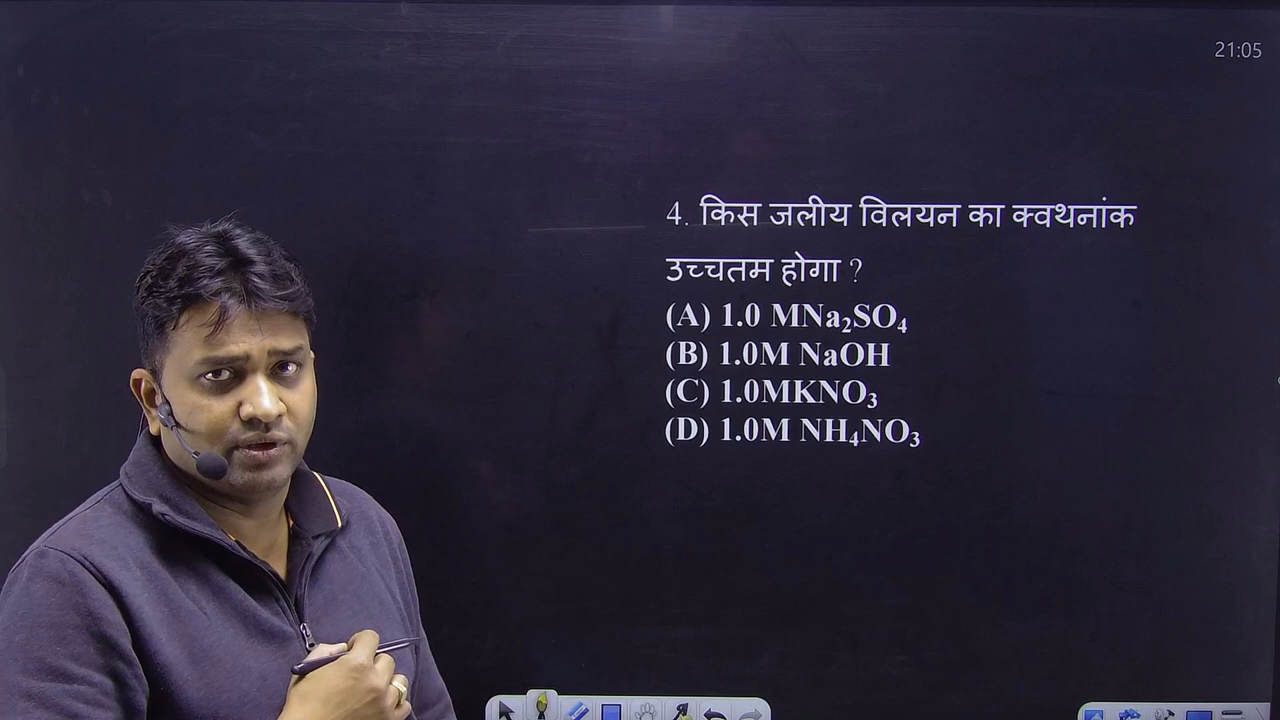 21:05
4. किस जलीय विलयन का क्वथनांक
उच्चतम होगा ?
(A) 1.0 MNa₂SO₄
(B) 1.0M NaOH
(C) 1.0MKNO₃
(D) 1.0M NH₄NO₃